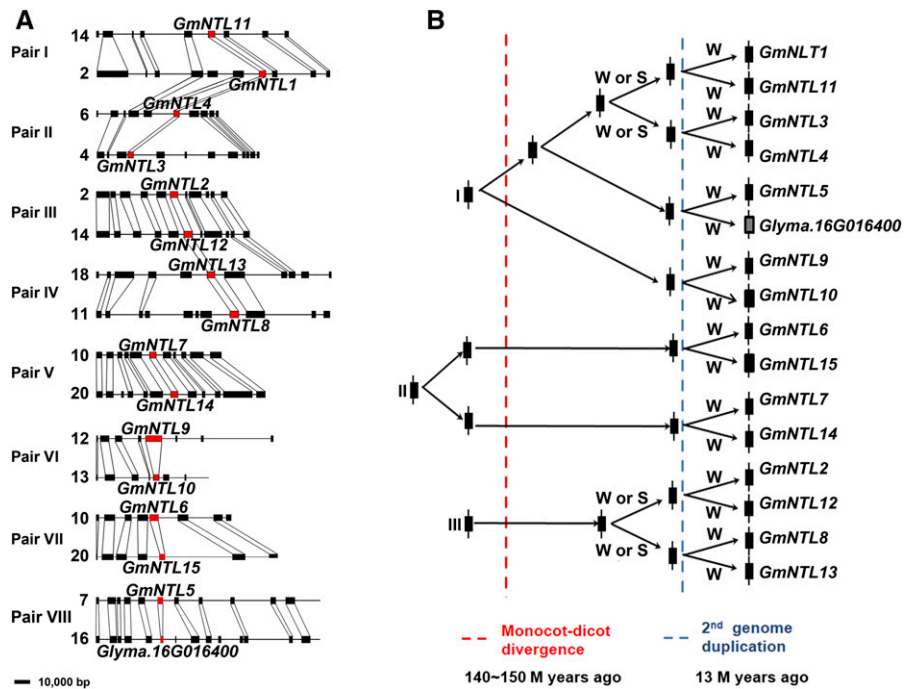 A
GmNTL11
14
Pair I
2
GmNTL1
GmNTL4
6
Pair II
4
GmNTL3
GmNTL2
2
Pair III
14
GmNTL12
GmNTL13
18
Pair IV
11
GmNTL8
GmNTL7
10
Pair V
20
GmNTL14
GmNTL9
12
Pair VI
13
GmNTL10
GmNTL6
10
Pair VII
20
GmNTL15
GmNTL5
7
Pair VIII
16
Glyma.16G016400
10,000 bp
B
W GmNLT1
W or S
W GmNTL11
W GmNTL3
W or S
W GmNTL4
I
W GmNTL5
W Glyma.16G016400
W GmNTL9
W GmNTL10
W GmNTL6
W GmNTL15
II
W GmNTL7
W GmNTL14
W GmNTL2
W or S
W GmNTL12
III
W or S
W GmNTL8
W GmNTL13
Monocot-dicot
divergence
140~150 M years ago
2nd genome
duplication
13 M years ago